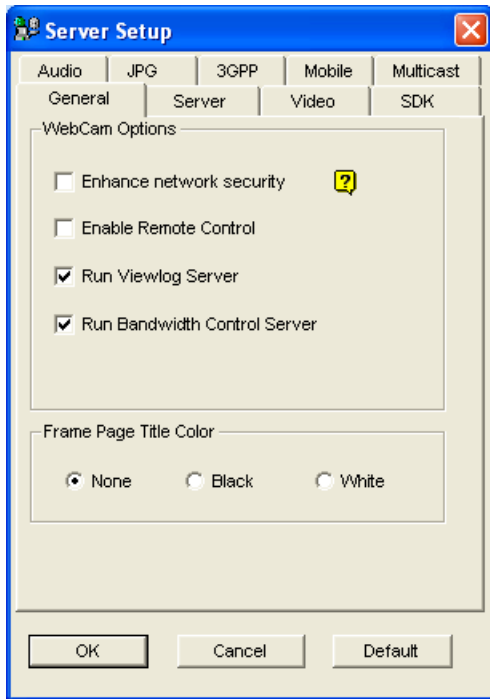 Server Setup
Audio JPG 3GPP Mobile Multicast
General Server Video SDK
WebCam Options
Enhance network security ?
Enable Remote Control
Run Viewlog Server
Run Bandwidth Control Server
Frame Page Title Color
None Black White
OK Cancel Default